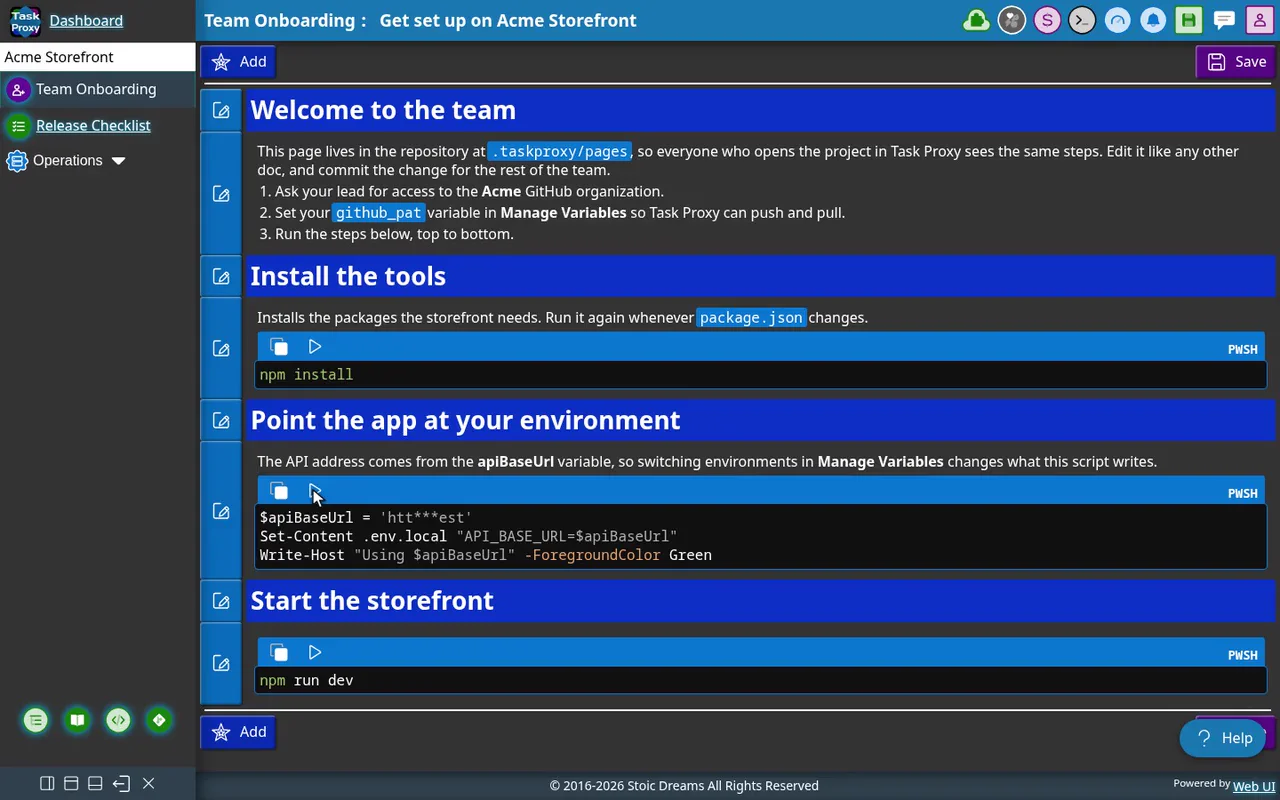 Task Proxy
Dashboard
Team Onboarding : Get set up on Acme Storefront
S
Acme Storefront
Team Onboarding
Release Checklist
Operations
Add
Save
Welcome to the team
This page lives in the repository at .taskproxy/pages, so everyone who opens the project in Task Proxy sees the same steps. Edit it like any other
doc, and commit the change for the rest of the team.
1. Ask your lead for access to the Acme GitHub organization.
2. Set your github_pat variable in Manage Variables so Task Proxy can push and pull.
3. Run the steps below, top to bottom.
Install the tools
Installs the packages the storefront needs. Run it again whenever package.json changes.
PWSH
npm install
Point the app at your environment
The API address comes from the apiBaseUrl variable, so switching environments in Manage Variables changes what this script writes.
PWSH
$apiBaseUrl = 'htt***est'
Set-Content .env.local "API_BASE_URL=$apiBaseUrl"
Write-Host "Using $apiBaseUrl" -ForegroundColor Green
Start the storefront
PWSH
npm run dev
Add
? Help
© 2016-2026 Stoic Dreams All Rights Reserved
Powered by Web UI